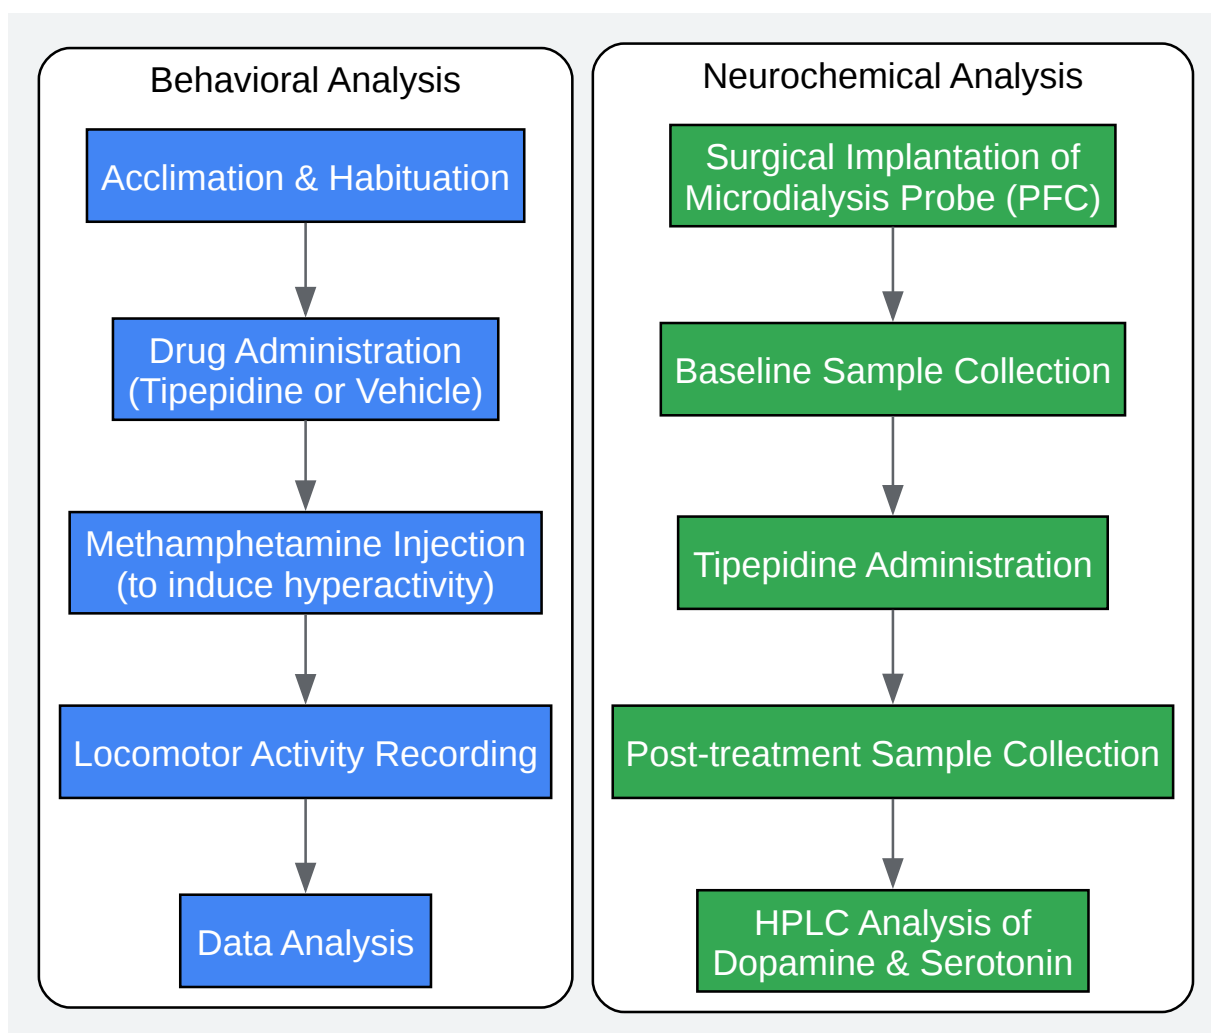 Behavioral Analysis
Acclimation & Habituation
Drug Administration
(Tipepidine or Vehicle)
Methamphetamine Injection
(to induce hyperactivity)
Locomotor Activity Recording
Data Analysis
Neurochemical Analysis
Surgical Implantation of
Microdialysis Probe (PFC)
Baseline Sample Collection
Tipepidine Administration
Post-treatment Sample Collection
HPLC Analysis of
Dopamine & Serotonin